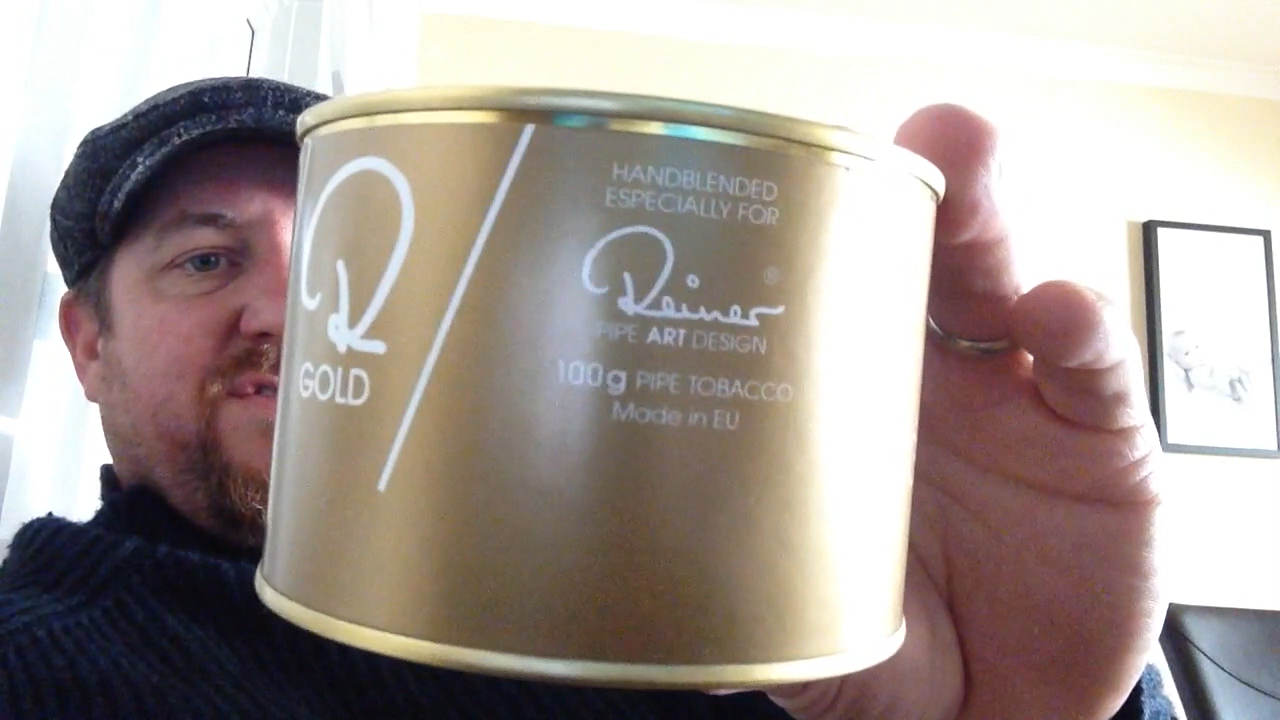 R
GOLD
HANDBLENDED
ESPECIALLY FOR
Reiner®
PIPE ART DESIGN
100g PIPE TOBACCO
Made in EU